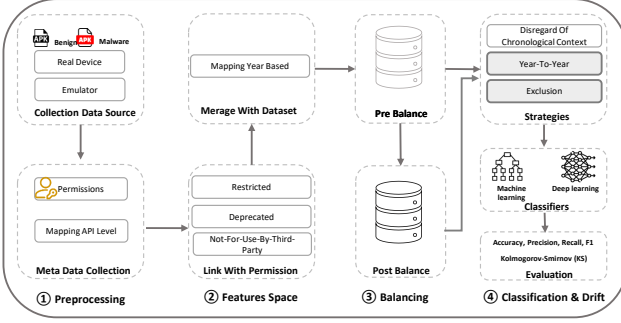 APK Benign APK Malware
Real Device
Emulator
Collection Data Source
Permissions
Mapping API Level
Meta Data Collection
① Preprocessing
Mapping Year Based
Merage With Dataset
Restricted
Deprecated
Not-For-Use-By-Third-
Party
Link With Permission
② Features Space
Pre Balance
Post Balance
③ Balancing
Disregard Of
Chronological Context
Year-To-Year
Exclusion
Strategies
Machine
learning
Deep learning
Classifiers
Accuracy, Precision, Recall, F1
Kolmogorov-Smirnov (KS)
Evaluation
④ Classification & Drift